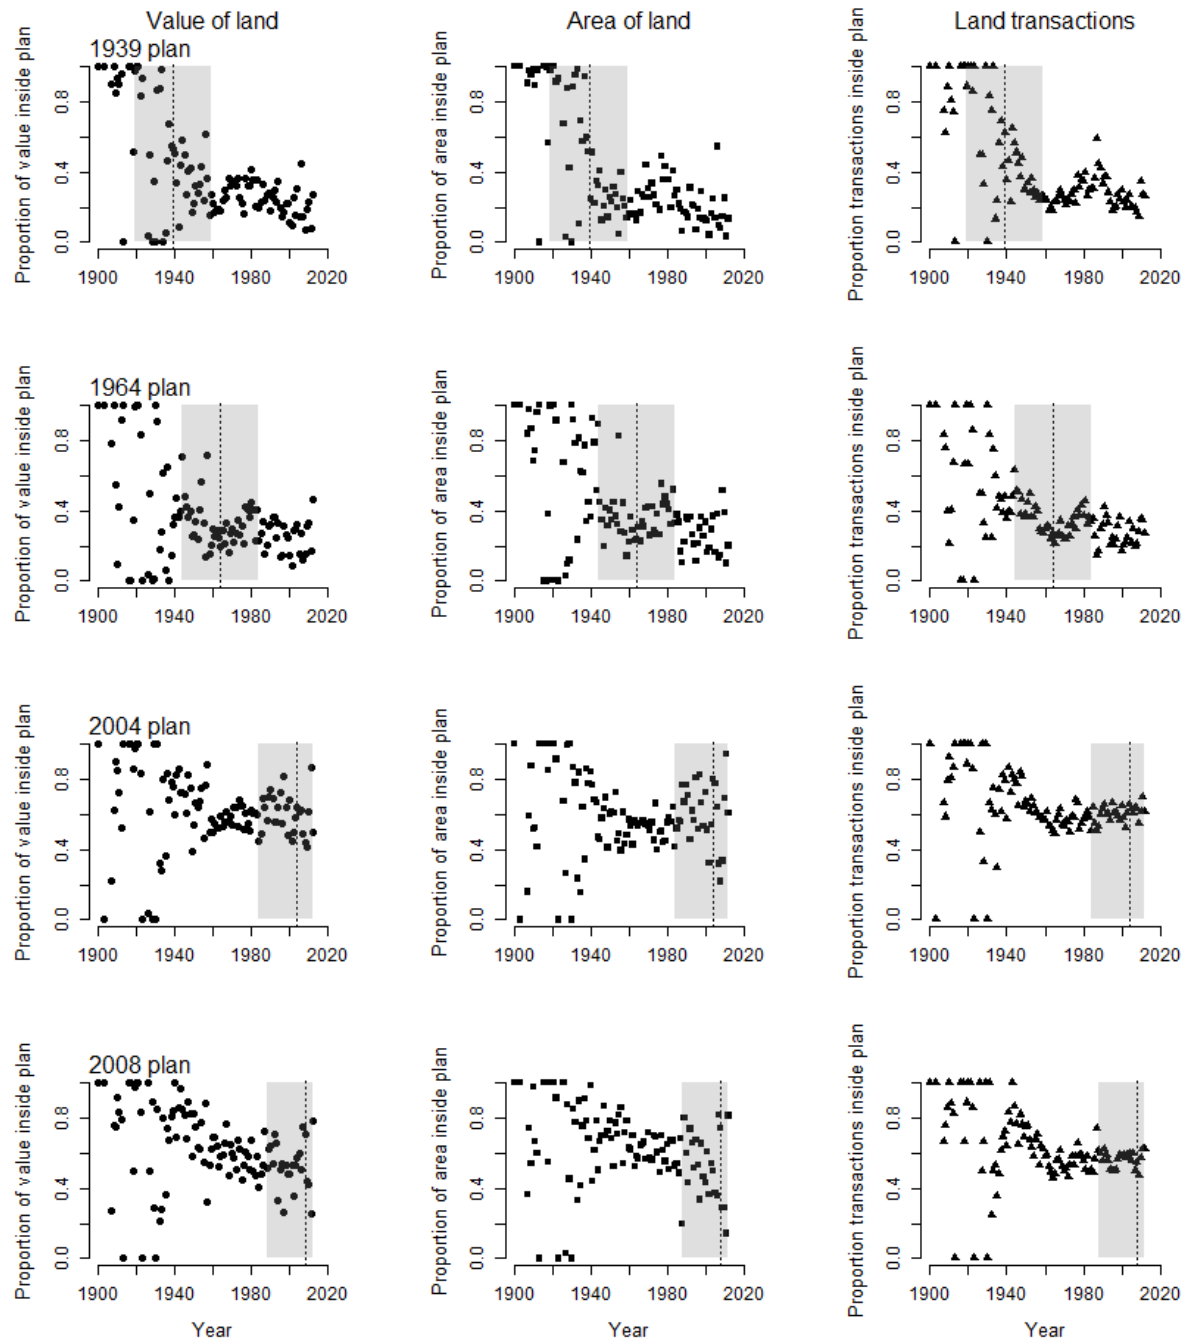 Value of land
Area of land
Land transactions
1939 plan
Proportion of value inside plan
0.0 0.4 0.8
1900 1940 1980 2020
Proportion of area inside plan
0.0 0.4 0.8
1900 1940 1980 2020
Proportion transactions inside plan
0.0 0.4 0.8
1900 1940 1980 2020
1964 plan
Proportion of value inside plan
0.0 0.4 0.8
1900 1940 1980 2020
Proportion of area inside plan
0.0 0.4 0.8
1900 1940 1980 2020
Proportion transactions inside plan
0.0 0.4 0.8
1900 1940 1980 2020
2004 plan
Proportion of value inside plan
0.0 0.4 0.8
1900 1940 1980 2020
Proportion of area inside plan
0.0 0.4 0.8
1900 1940 1980 2020
Proportion transactions inside plan
0.0 0.4 0.8
1900 1940 1980 2020
2008 plan
Proportion of value inside plan
0.0 0.4 0.8
1900 1940 1980 2020
Year
Proportion of area inside plan
0.0 0.4 0.8
1900 1940 1980 2020
Year
Proportion transactions inside plan
0.0 0.4 0.8
1900 1940 1980 2020
Year